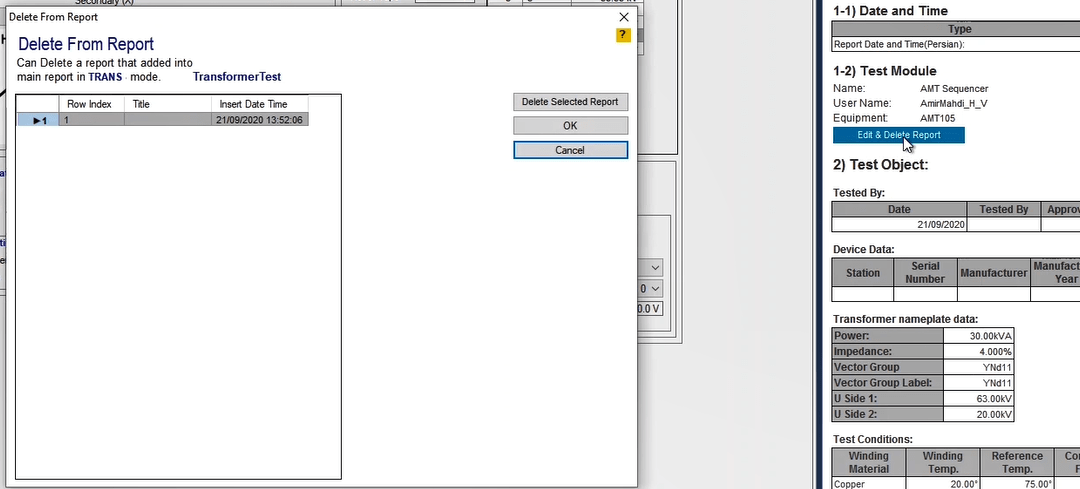 Secondary (X)
Delete From Report
Delete From Report
?
Can Delete a report that added into
main report in TRANS mode. TransformerTest
Row Index Title Insert Date Time
1 1 21/09/2020 13:52:06
Delete Selected Report
OK
Cancel
0
0.0 V
1-1) Date and Time
Type
Report Date and Time(Persian):
1-2) Test Module
Name: AMT Sequencer
User Name: AmirMahdi_H_V
Equipment: AMT105
Edit & Delete Report
2) Test Object:
Tested By:
Date Tested By Approv
21/09/2020
Device Data:
Station Serial Number Manufacturer Manufact Year
Transformer nameplate data:
Power: 30.00kVA
Impedance: 4.000%
Vector Group YNd11
Vector Group Label: YNd11
U Side 1: 63.00kV
U Side 2: 20.00kV
Test Conditions:
Winding Material Winding Temp. Reference Temp. Co
Copper 20.00° 75.00°